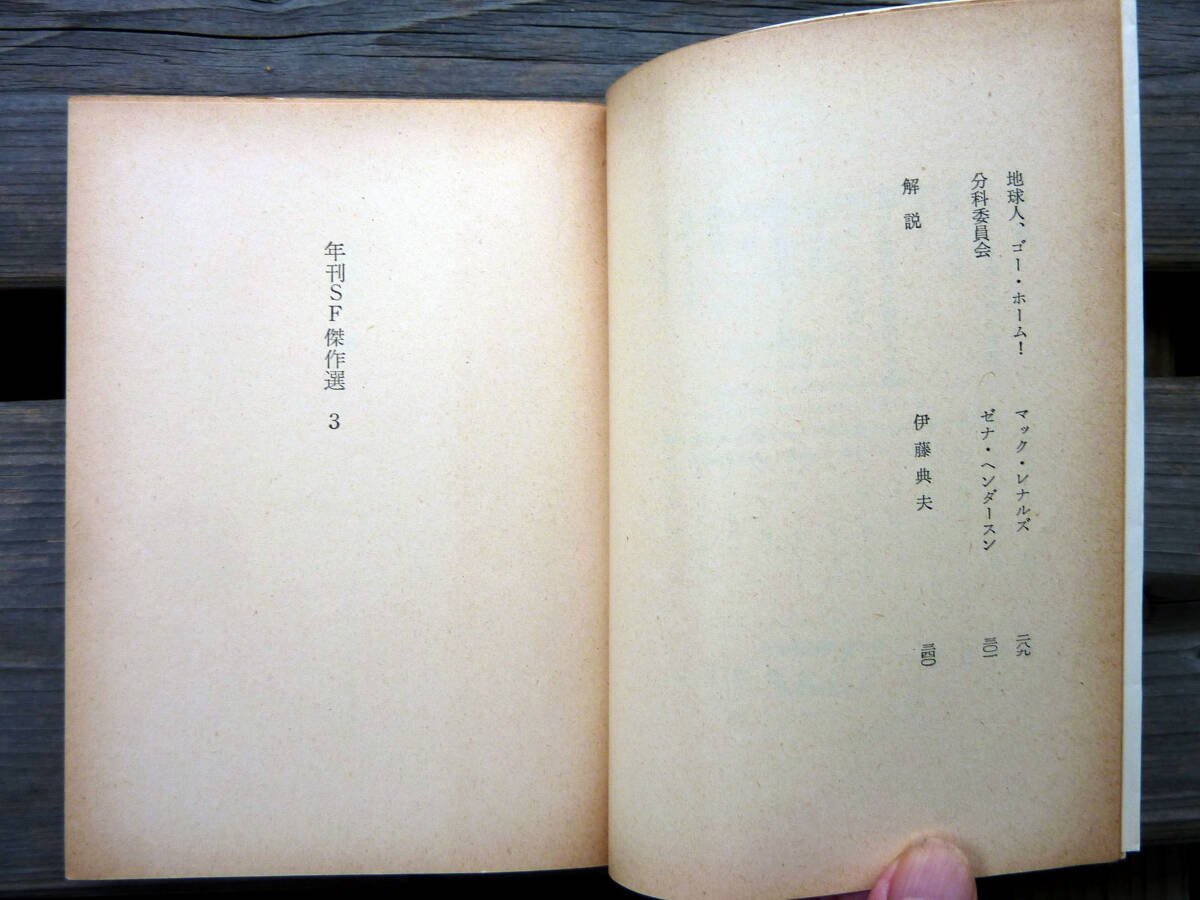 地球人、ゴー・ホーム! マック・レナルズ 二八九
分科委員会 ゼナ・ヘンダースン 三〇一
解説 伊藤典夫 三四〇
年刊SF傑作選 3